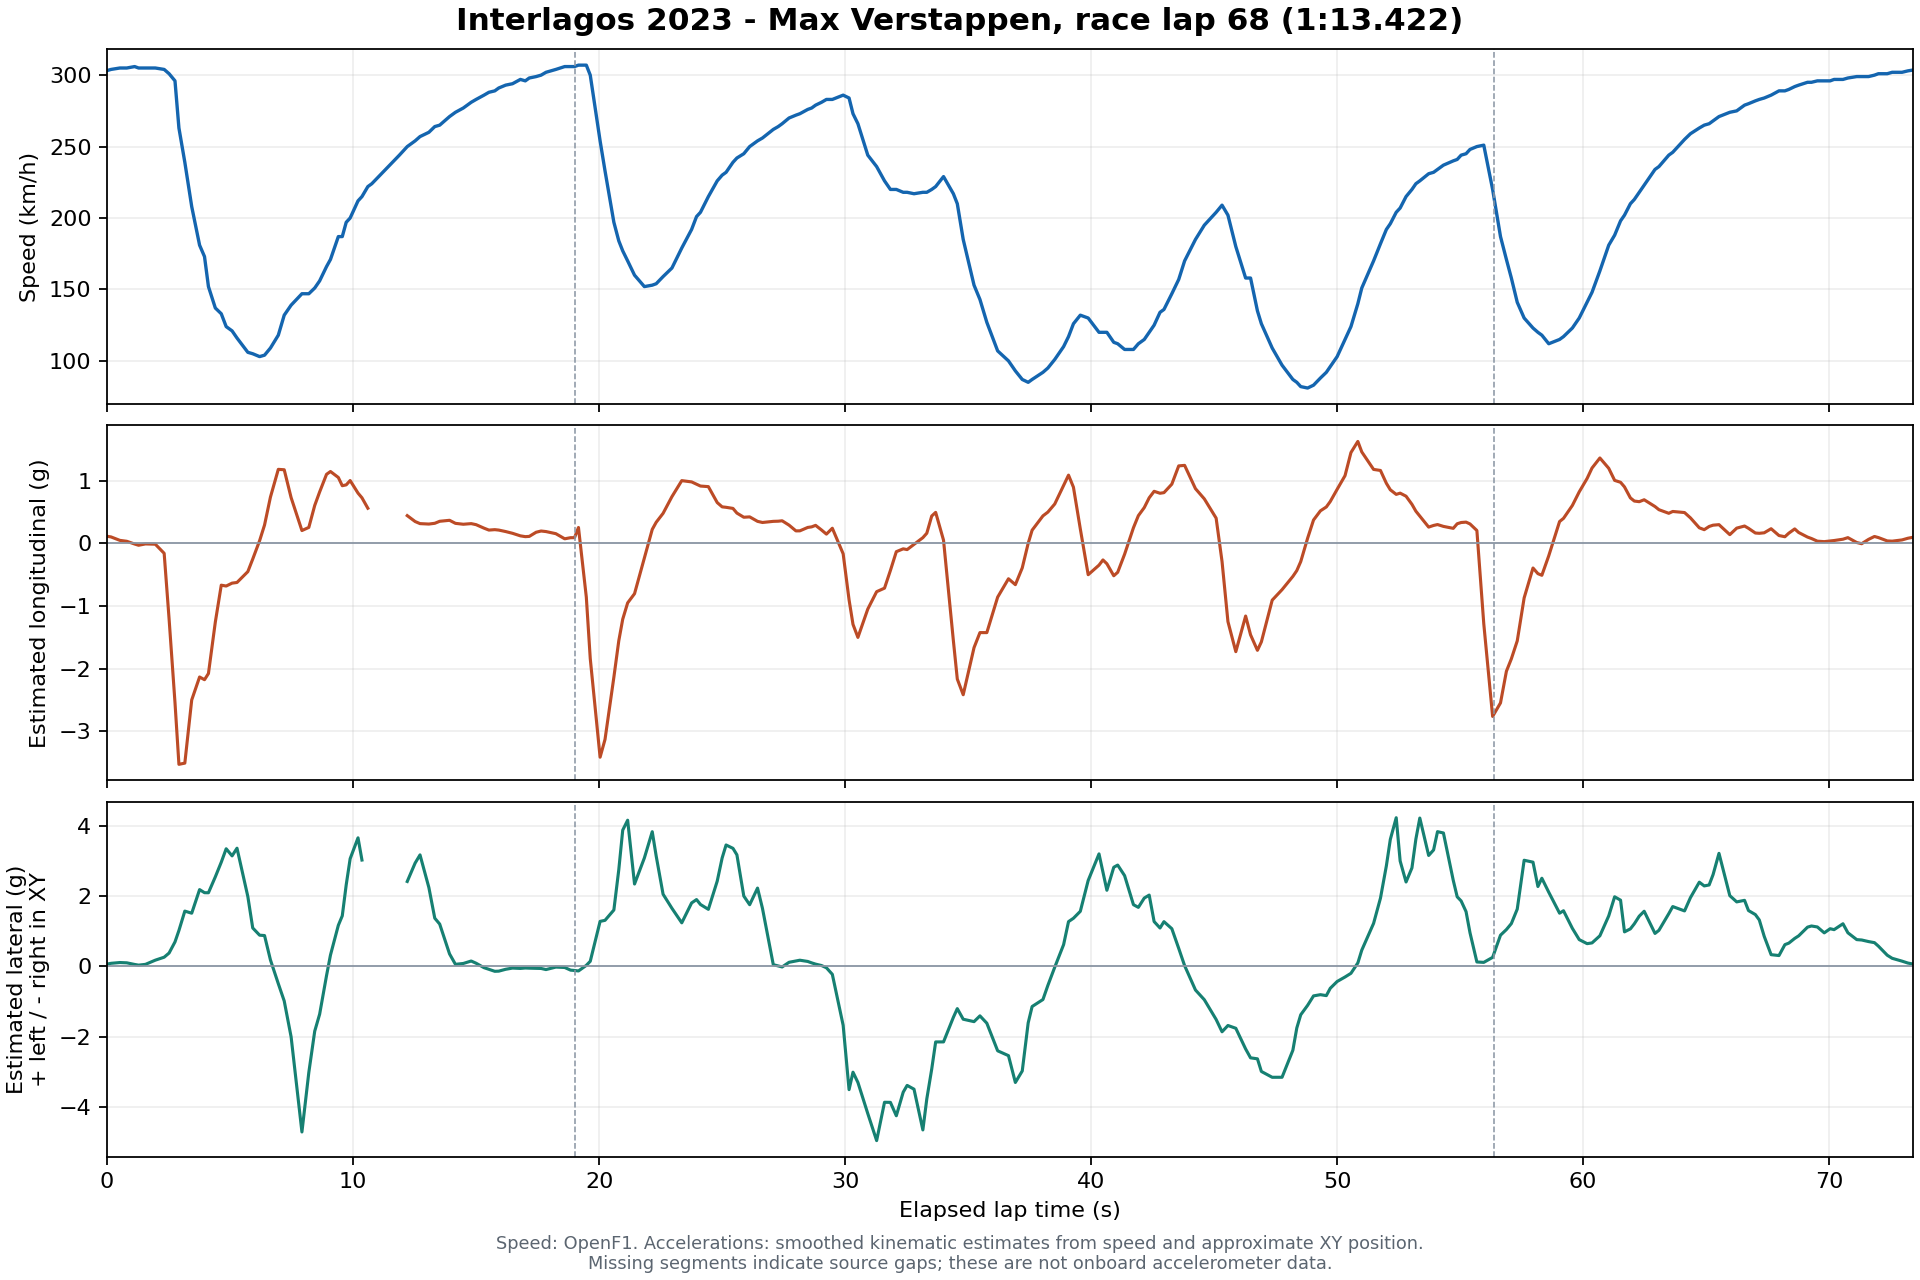 Interlagos 2023 - Max Verstappen, race lap 68 (1:13.422)
Speed (km/h)
300
250
200
150
100
Estimated longitudinal (g)
1
0
−1
−2
−3
Estimated lateral (g)
+ left / - right in XY
4
2
0
−2
−4
0 10 20 30 40 50 60 70
Elapsed lap time (s)
Speed: OpenF1. Accelerations: smoothed kinematic estimates from speed and approximate XY position.
Missing segments indicate source gaps; these are not onboard accelerometer data.